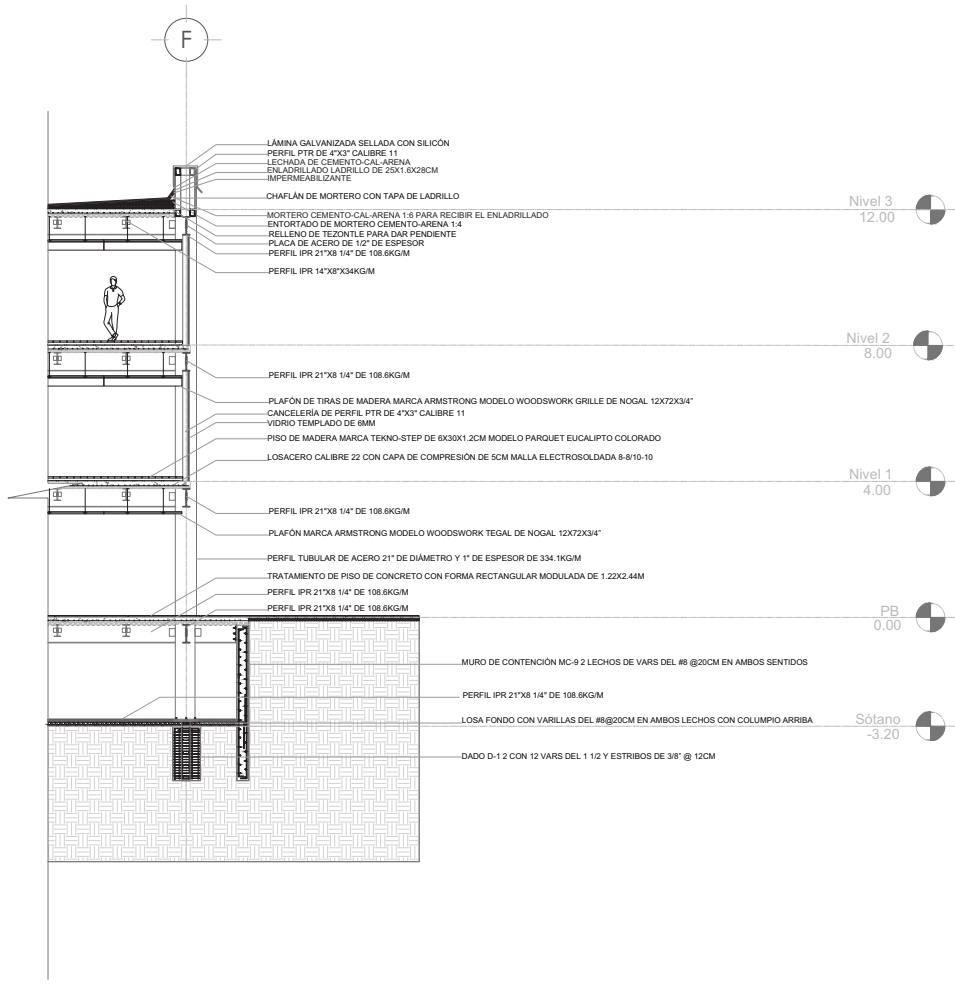 F
LÁMINA GALVANIZADA SELLADA CON SILICÓN
PERFIL PTR DE 4"X3" CALIBRE 11
LECHADA DE CEMENTO-CAL-ARENA
ENLADRILLADO LADRILLO DE 25X1.6X28CM
IMPERMEABILIZANTE
CHAFLÁN DE MORTERO CON TAPA DE LADRILLO
MORTERO CEMENTO-CAL-ARENA 1:6 PARA RECIBIR EL ENLADRILLADO
ENTORTADO DE MORTERO CEMENTO-ARENA 1:4
RELLENO DE TEZONTLE PARA DAR PENDIENTE
PLACA DE ACERO DE 1/2" DE ESPESOR
PERFIL IPR 21"X8 1/4" DE 108.6KG/M
PERFIL IPR 14"X8"X34KG/M
Nivel 3
12.00
Nivel 2
8.00
PERFIL IPR 21"X8 1/4" DE 108.6KG/M
PLAFÓN DE TIRAS DE MADERA MARCA ARMSTRONG MODELO WOODSWORK GRILLE DE NOGAL 12X72X3/4"
CANCELERÍA DE PERFIL PTR DE 4"X3" CALIBRE 11
VIDRIO TEMPLADO DE 6MM
PISO DE MADERA MARCA TEKNO-STEP DE 6X30X1.2CM MODELO PARQUET EUCALIPTO COLORADO
LOSACERO CALIBRE 22 CON CAPA DE COMPRESIÓN DE 5CM MALLA ELECTROSOLDADA 8-8/10-10
Nivel 1
4.00
PERFIL IPR 21"X8 1/4" DE 108.6KG/M
PLAFÓN MARCA ARMSTRONG MODELO WOODSWORK TEGAL DE NOGAL 12X72X3/4"
PERFIL TUBULAR DE ACERO 21" DE DIÁMETRO Y 1" DE ESPESOR DE 334.1KG/M
TRATAMIENTO DE PISO DE CONCRETO CON FORMA RECTANGULAR MODULADA DE 1.22X2.44M
PERFIL IPR 21"X8 1/4" DE 108.6KG/M
PERFIL IPR 21"X8 1/4" DE 108.6KG/M
PB
0.00
MURO DE CONTENCIÓN MC-9 2 LECHOS DE VARS DEL #8 @20CM EN AMBOS SENTIDOS
PERFIL IPR 21"X8 1/4" DE 108.6KG/M
LOSA FONDO CON VARILLAS DEL #8@20CM EN AMBOS LECHOS CON COLUMPIO ARRIBA
Sótano
-3.20
DADO D-1 2 CON 12 VARS DEL 1 1/2 Y ESTRIBOS DE 3/8" @ 12CM